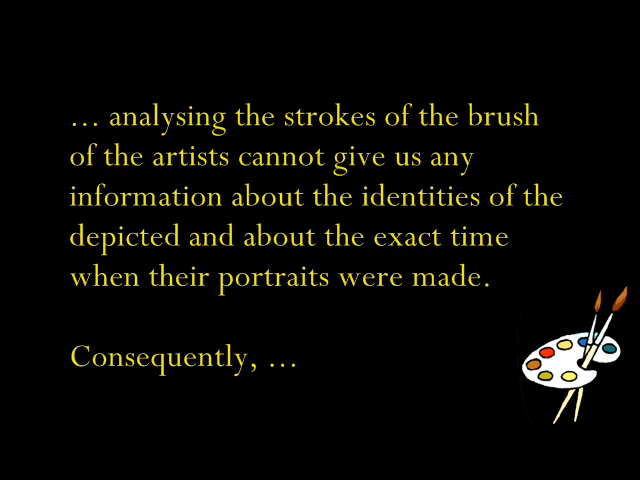 ... analysing the strokes of the brush
of the artists cannot give us any
information about the identities of the
depicted and about the exact time
when their portraits were made.
Consequently, ...